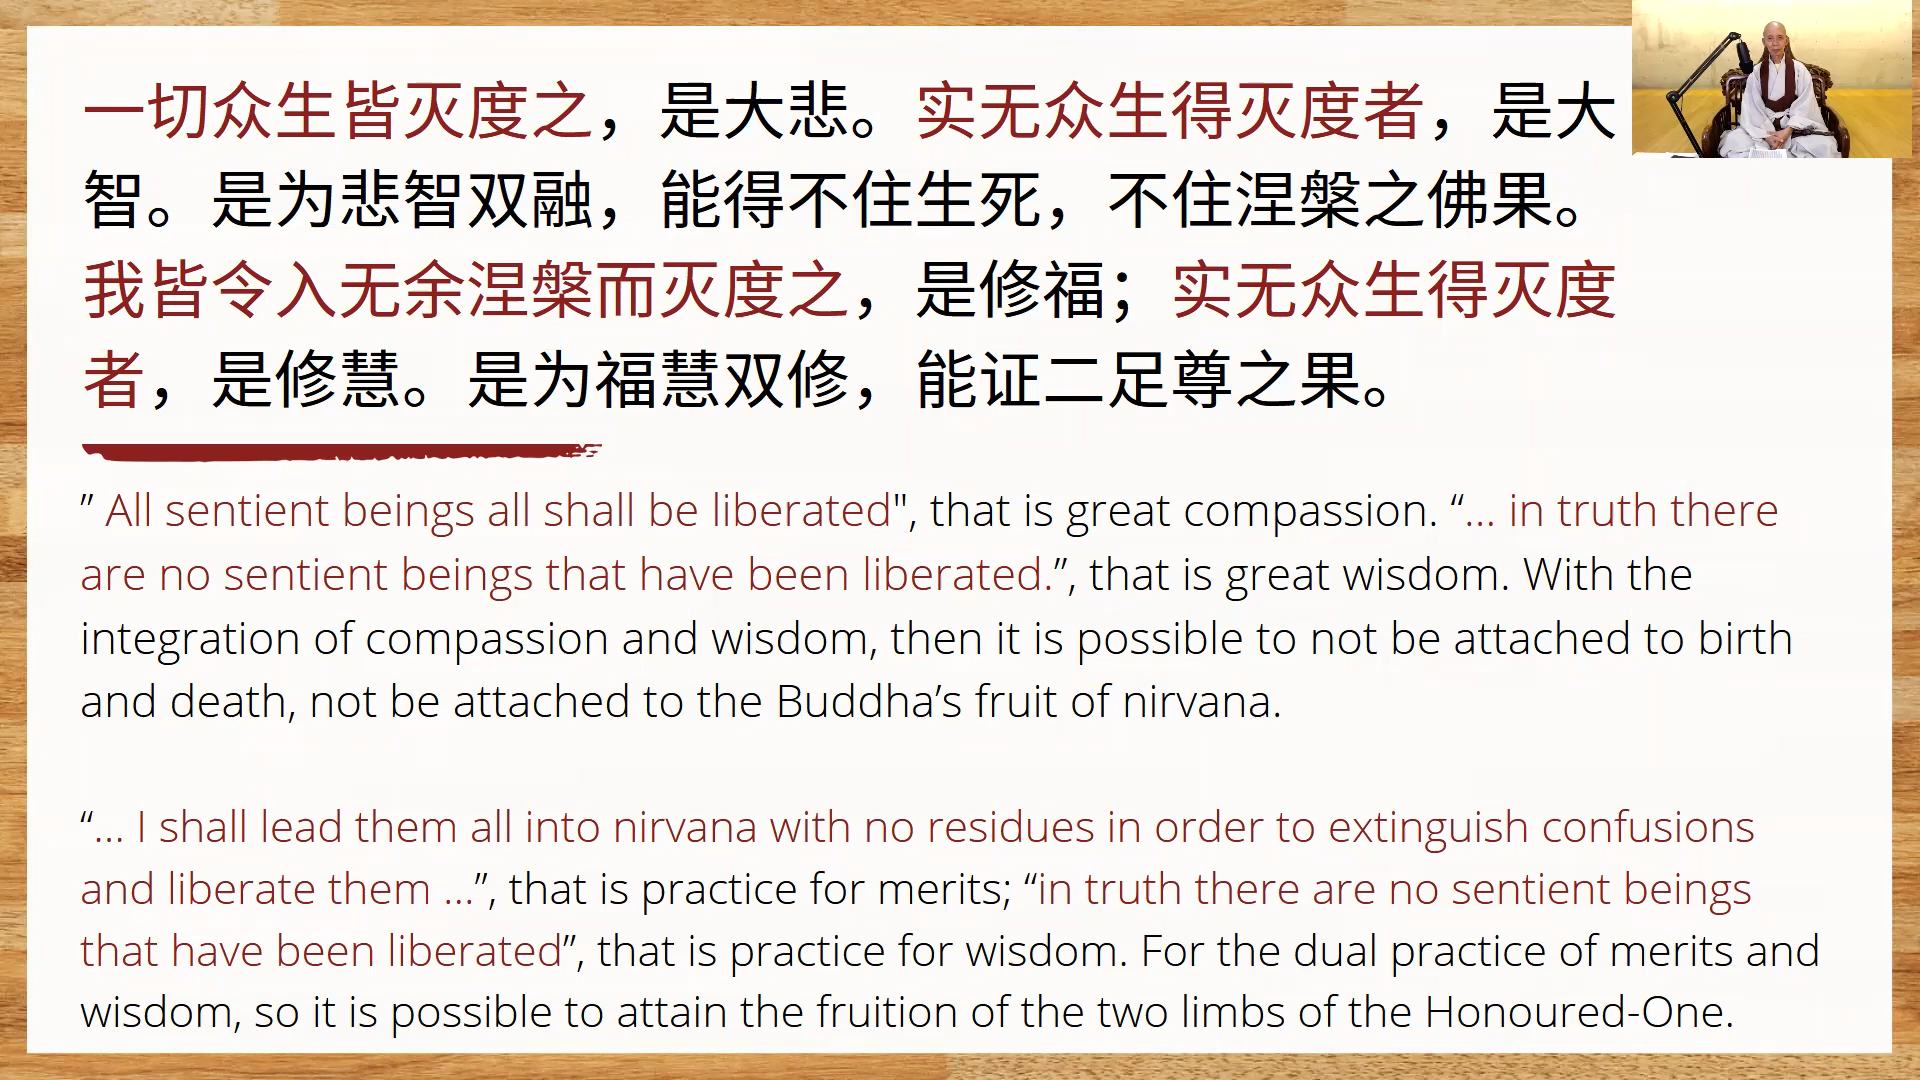 一切众生皆灭度之，是大悲。实无众生得灭度者，是大
智。是为悲智双融，能得不住生死，不住涅槃之佛果。
我皆令入无余涅槃而灭度之，是修福；实无众生得灭度
者，是修慧。是为福慧双修，能证二足尊之果。
” All sentient beings all shall be liberated", that is great compassion. “... in truth there
are no sentient beings that have been liberated.”, that is great wisdom. With the
integration of compassion and wisdom, then it is possible to not be attached to birth
and death, not be attached to the Buddha’s fruit of nirvana.
“... I shall lead them all into nirvana with no residues in order to extinguish confusions
and liberate them ...”, that is practice for merits; “in truth there are no sentient beings
that have been liberated”, that is practice for wisdom. For the dual practice of merits and
wisdom, so it is possible to attain the fruition of the two limbs of the Honoured-One.